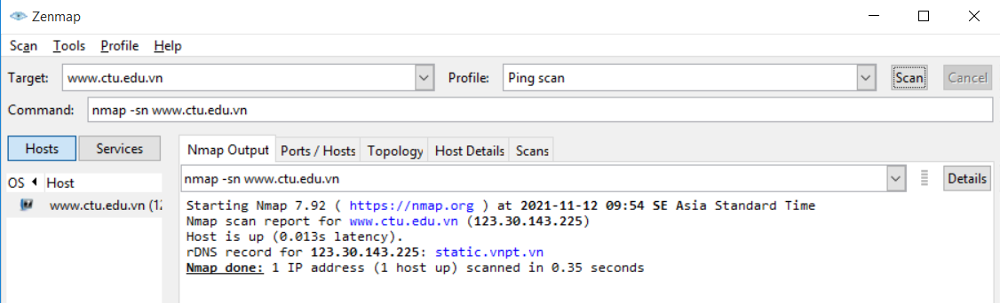 Zenmap
Scan Tools Profile Help
Target: www.ctu.edu.vn Profile: Ping scan Scan Cancel
Command: nmap -sn www.ctu.edu.vn
Hosts Services Nmap Output Ports / Hosts Topology Host Details Scans
OS Host nmap -sn www.ctu.edu.vn Details
www.ctu.edu.vn (12
Starting Nmap 7.92 ( https://nmap.org ) at 2021-11-12 09:54 SE Asia Standard Time
Nmap scan report for www.ctu.edu.vn (123.30.143.225)
Host is up (0.013s latency).
rDNS record for 123.30.143.225: static.vnpt.vn
Nmap done: 1 IP address (1 host up) scanned in 0.35 seconds